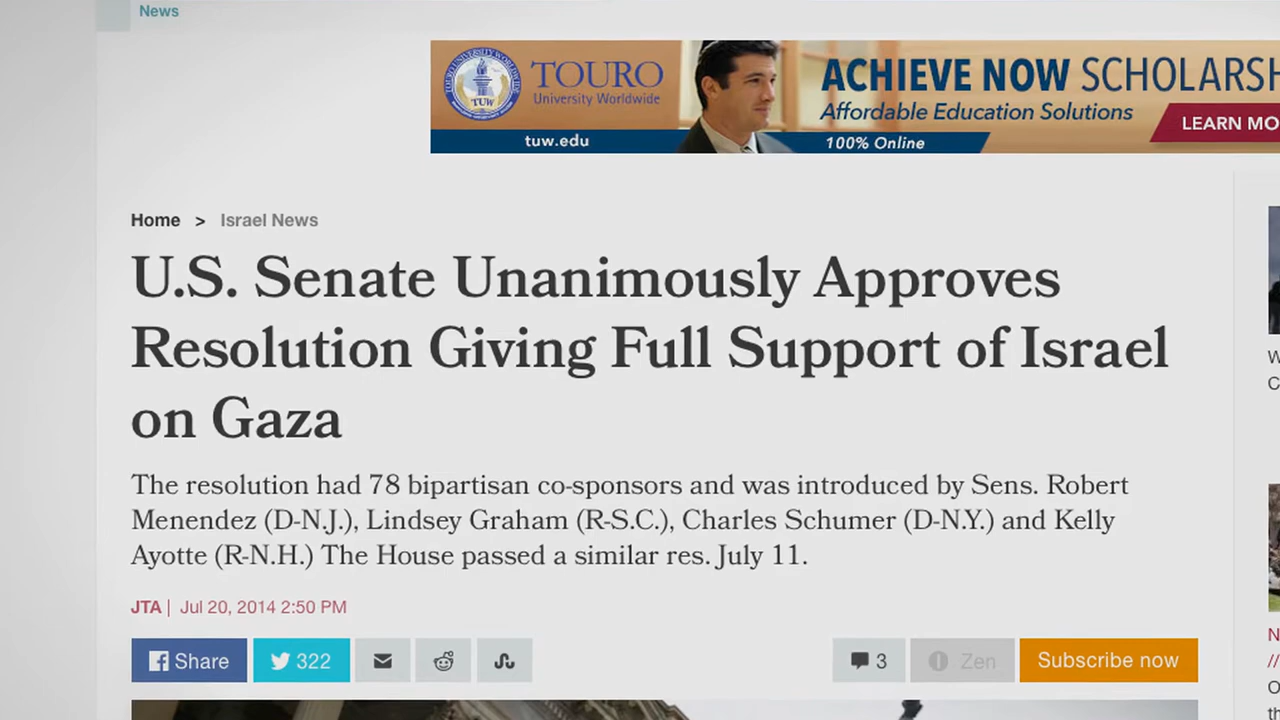 News
TOURO
University Worldwide
TUW
tuw.edu
ACHIEVE NOW
Affordable Education Solutions
100% Online
LEARN
Home > Israel News
U.S. Senate Unanimously Approves
Resolution Giving Full Support of Israel
on Gaza
The resolution had 78 bipartisan co-sponsors and was introduced by Sens. Robert
Menendez (D-N.J.), Lindsey Graham (R-S.C.), Charles Schumer (D-N.Y.) and Kelly
Ayotte (R-N.H.) The House passed a similar res. July 11.
JTA | Jul 20, 2014 2:50 PM
Share
322
3
Zen
Subscribe now